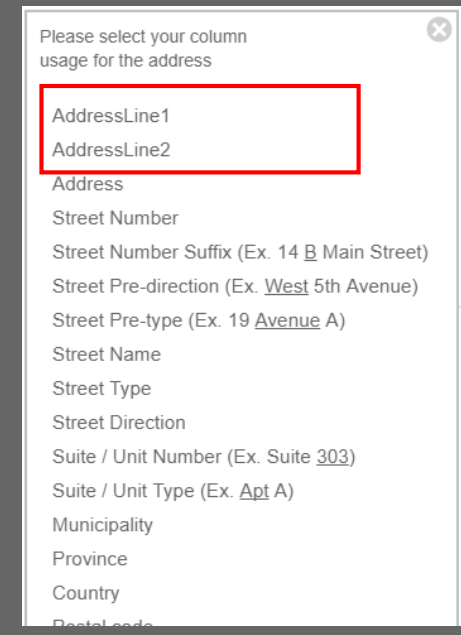 Please select your column
usage for the address
AddressLine1
AddressLine2
Address
Street Number
Street Number Suffix (Ex. 14 B Main Street)
Street Pre-direction (Ex. West 5th Avenue)
Street Pre-type (Ex. 19 Avenue A)
Street Name
Street Type
Street Direction
Suite / Unit Number (Ex. Suite 303)
Suite / Unit Type (Ex. Apt A)
Municipality
Province
Country
Postal code